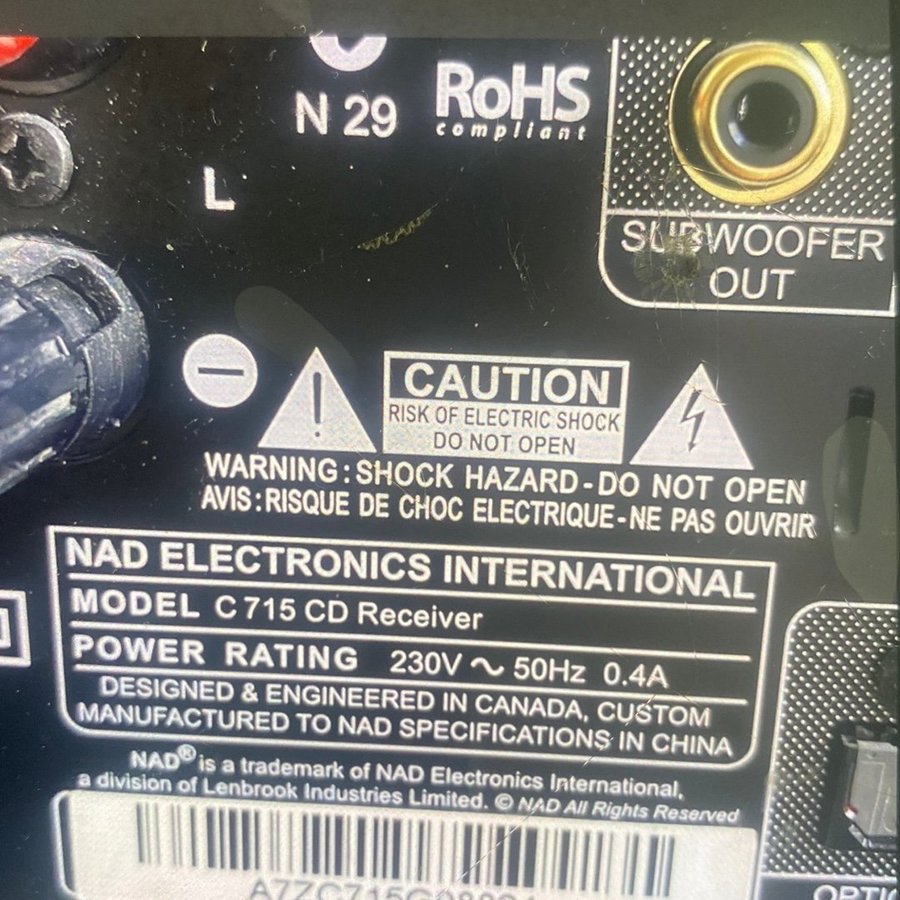 N 29
RoHS
compliant
L
SUBWOOFER
OUT
CAUTION
RISK OF ELECTRIC SHOCK
DO NOT OPEN
WARNING:SHOCK HAZARD-DO NOT OPEN
AVIS:RISQUE DE CHOC ELECTRIQUE-NE PAS OUVRIR
NAD ELECTRONICS INTERNATIONAL
MODEL C 715 CD Receiver
POWER RATING 230V ~ 50Hz 0.4A
DESIGNED & ENGINEERED IN CANADA, CUSTOM
MANUFACTURED TO NAD SPECIFICATIONS IN CHINA
NAD® is a trademark of NAD Electronics International,
a division of Lenbrook Industries Limited. © NAD All Rights Reserved